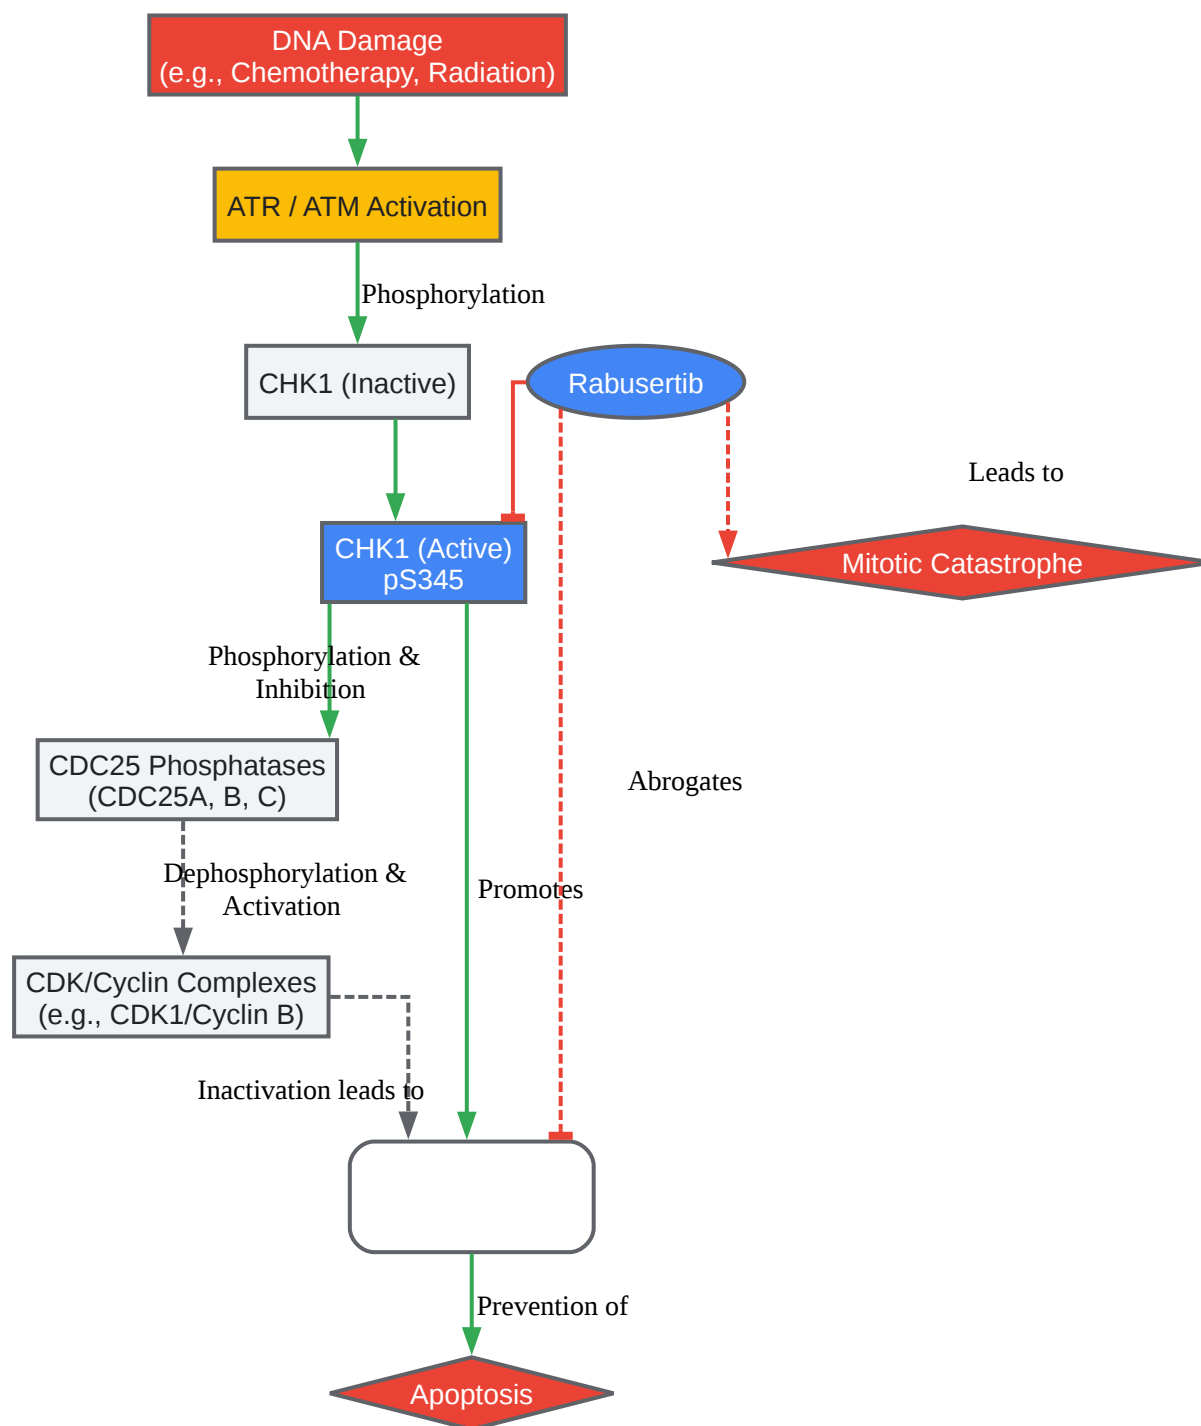 DNA Damage
(e.g., Chemotherapy, Radiation)
ATR / ATM Activation
Phosphorylation
CHK1 (Inactive)
Rabusertib
Leads to
CHK1 (Active)
pS345
Mitotic Catastrophe
Phosphorylation &
Inhibition
CDC25 Phosphatases
(CDC25A, B, C)
Abrogates
Dephosphorylation &
Activation
Promotes
CDK/Cyclin Complexes
(e.g., CDK1/Cyclin B)
Inactivation leads to
Prevention of
Apoptosis